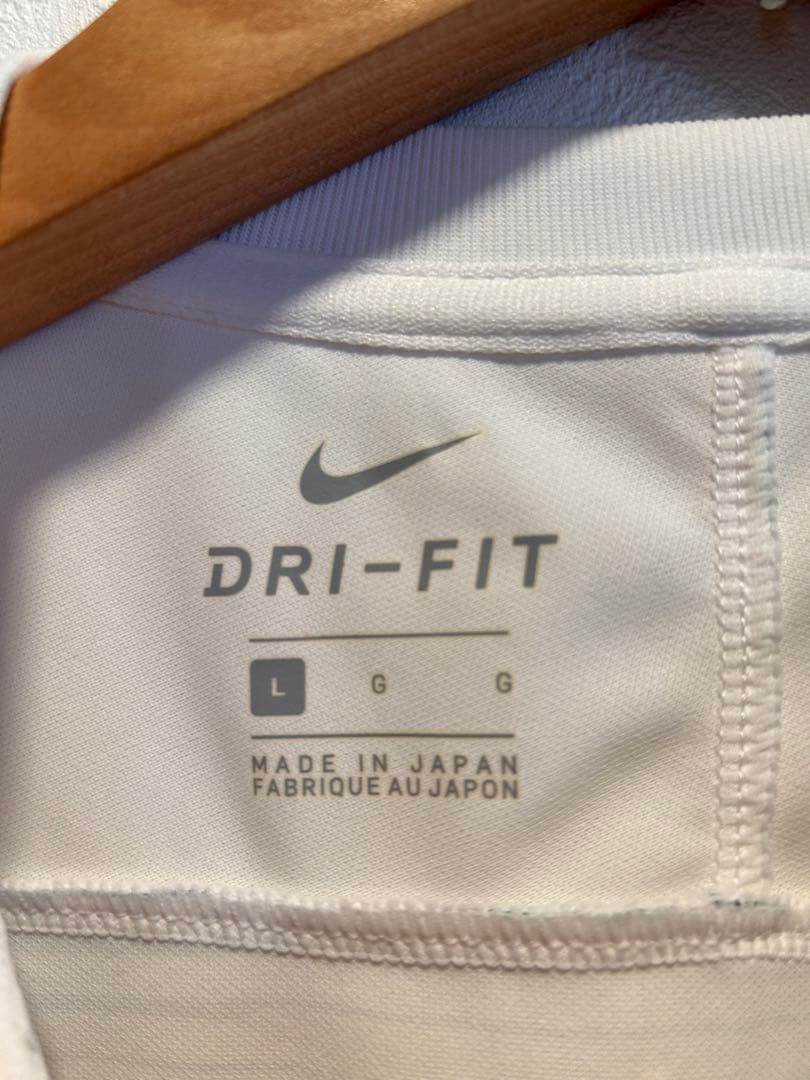 DRI-FIT
L G G
MADE IN JAPAN
FABRIQUE AU JAPON